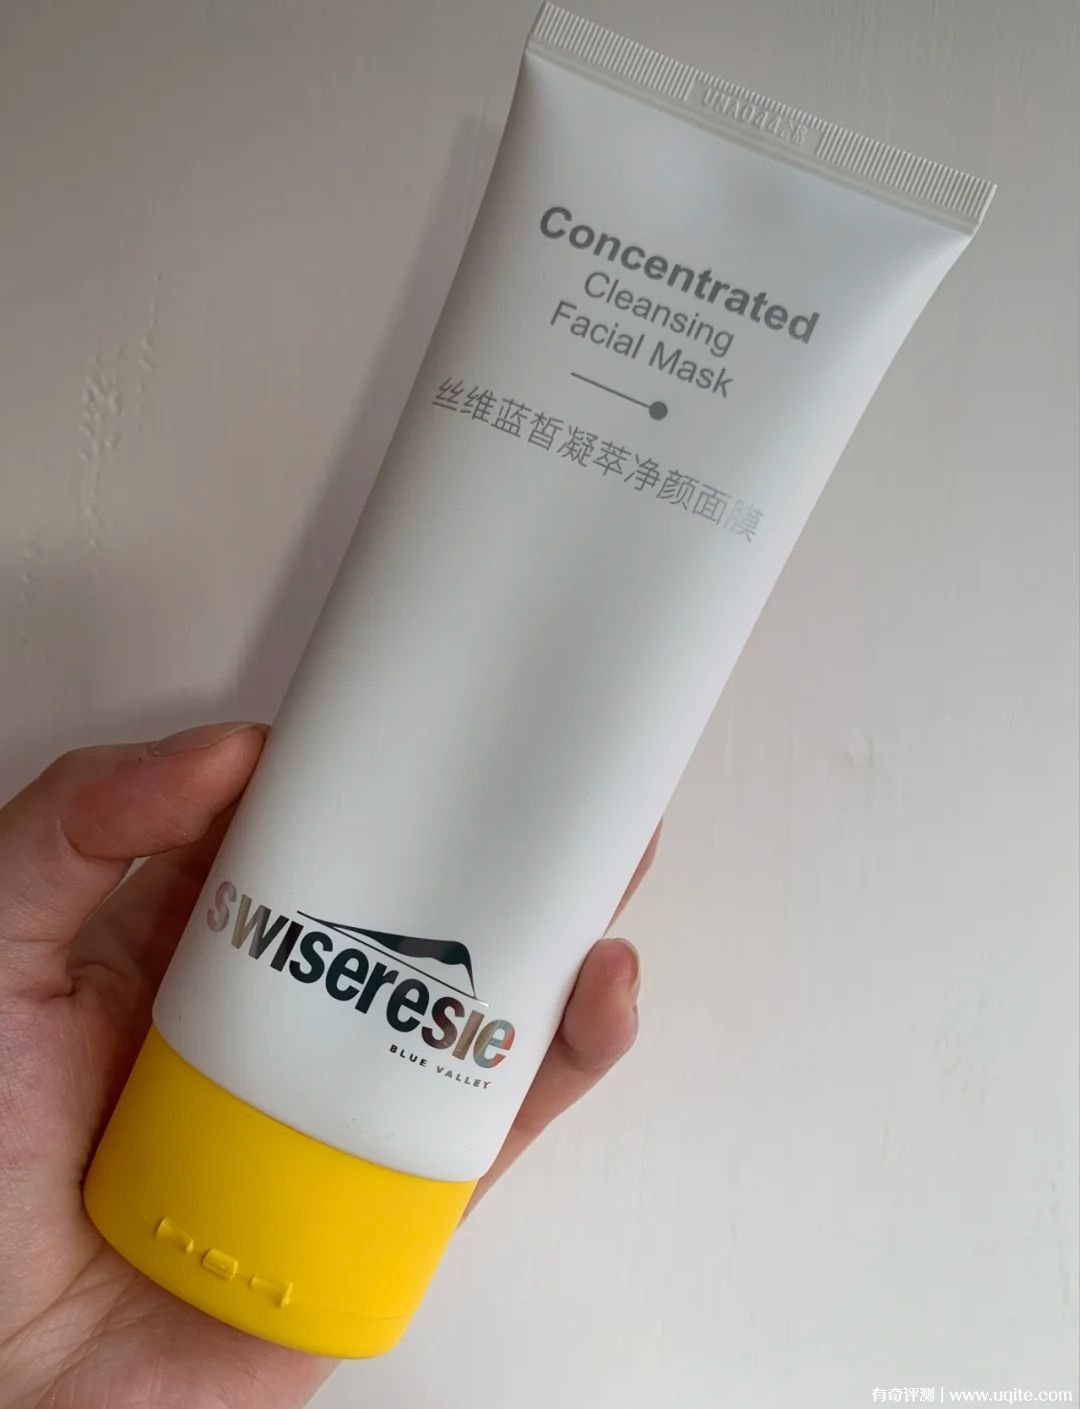 Concentrated
Cleansing
Facial Mask
丝维蓝皙凝萃净颜面膜
swiseresie
BLUE VALLEY
有奇评测 | www.uqite.com